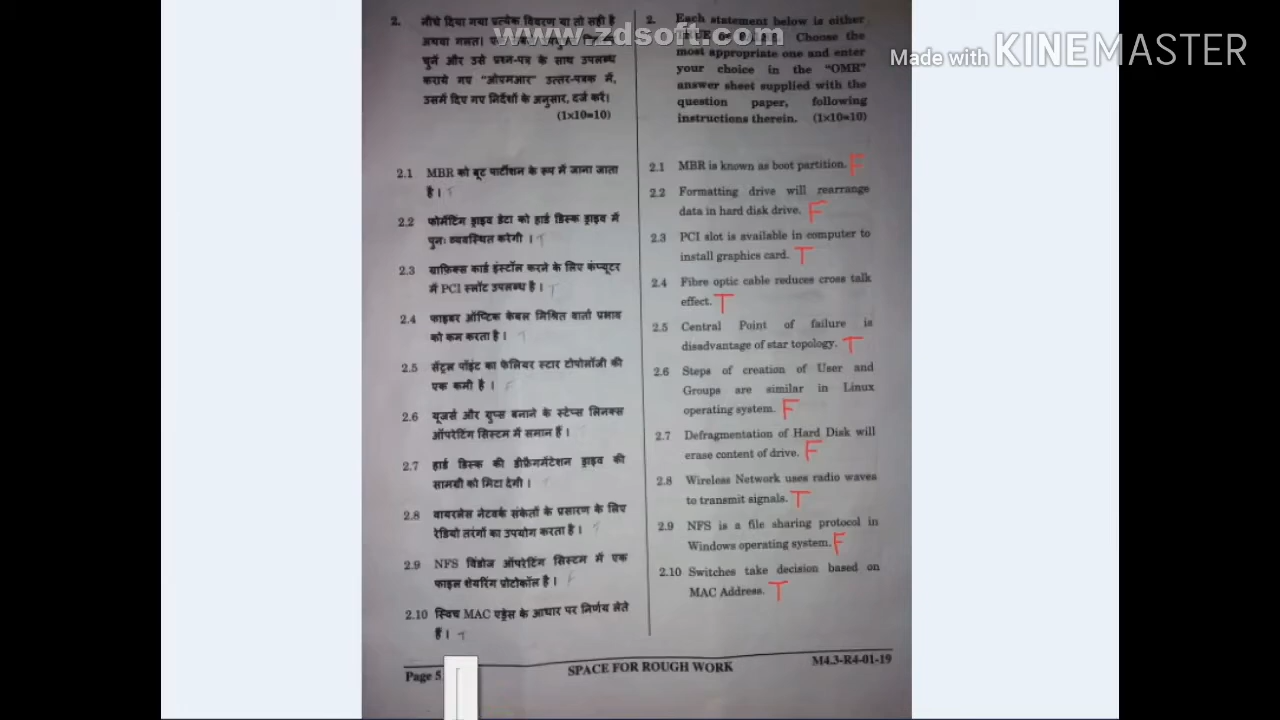 www.zdsoft.com
Made with KINEMASTER
2. नीचे दिया गया प्रत्येक विवरण या तो सही है
अथवा गलत।
चुनें और उसे प्रश्न-पत्र के साथ उपलब्ध
कराये गए "ओएमआर" उत्तर-पत्रक में,
उसमें दिए गए निर्देशों के अनुसार, दर्ज करें।
(1x10=10)
2.1 MBR को बूट पार्टीशन के रूप में जाना जाता
है। T
2.2 फोर्मेटिंग ड्राइव डेटा को हार्ड डिस्क ड्राइव में
पुनः व्यवस्थित करेगी । T
2.3 ग्राफ़िक्स कार्ड इंस्टॉल करने के लिए कंप्यूटर
में PCI स्लॉट उपलब्ध है। T
2.4 फाइबर ऑप्टिक केबल मिश्रित वार्ता प्रभाव
को कम करता है। T
2.5 सेंट्रल पॉइंट का फेलियर स्टार टोपोलॉजी की
एक कमी है । F
2.6 यूजर्स और ग्रुप्स बनाने के स्टेप्स लिनक्स
ऑपरेटिंग सिस्टम में समान हैं ।
2.7 हार्ड डिस्क की डीफ्रैगमेंटेशन ड्राइव की
सामग्री को मिटा देगी ।
2.8 वायरलेस नेटवर्क संकेतों के प्रसारण के लिए
रेडियो तरंगों का उपयोग करता है। T
2.9 NFS विंडोज ऑपरेटिंग सिस्टम में एक
फाइल शेयरिंग प्रोटोकॉल है। F
2.10 स्विच MAC एड्रेस के आधार पर निर्णय लेते
हैं। T
2. Each statement below is either
Choose the
most appropriate one and enter
your choice in the "OMR"
answer sheet supplied with the
question paper, following
instructions therein. (1x10=10)
2.1 MBR is known as boot partition. F
2.2 Formatting drive will rearrange
data in hard disk drive. F
2.3 PCI slot is available in computer to
install graphics card. T
2.4 Fibre optic cable reduces cross talk
effect. T
2.5 Central Point of failure is
disadvantage of star topology. T
2.6 Steps of creation of User and
Groups are similar in Linux
operating system. F
2.7 Defragmentation of Hard Disk will
erase content of drive. F
2.8 Wireless Network uses radio waves
to transmit signals. T
2.9 NFS is a file sharing protocol in
Windows operating system. F
2.10 Switches take decision based on
MAC Address. T
Page 5 SPACE FOR ROUGH WORK M4.3-R4-01-19